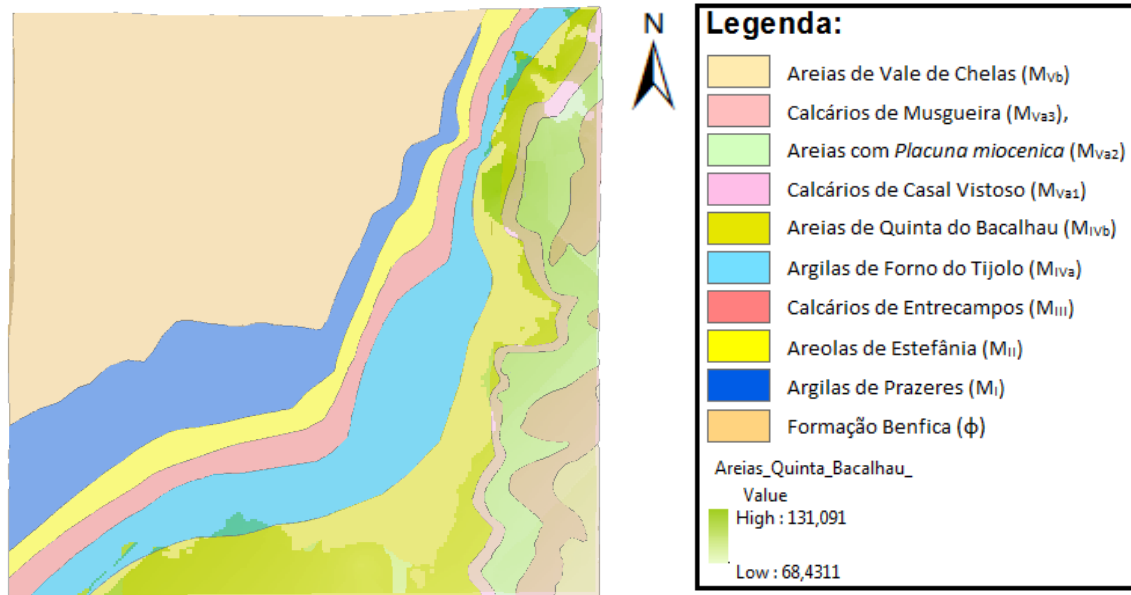 N
Legenda:
Areias de Vale de Chelas (MVb)
Calcários de Musgueira (MVa3),
Areias com Placuna miocenica (MVa2)
Calcários de Casal Vistoso (MVa1)
Areias de Quinta do Bacalhau (MIVb)
Argilas de Forno do Tijolo (MIVa)
Calcários de Entrecampos (MIII)
Areolas de Estefânia (MII)
Argilas de Prazeres (MI)
Formação Benfica (ϕ)
Areias_Quinta_Bacalhau_
Value
High : 131,091
Low : 68,4311